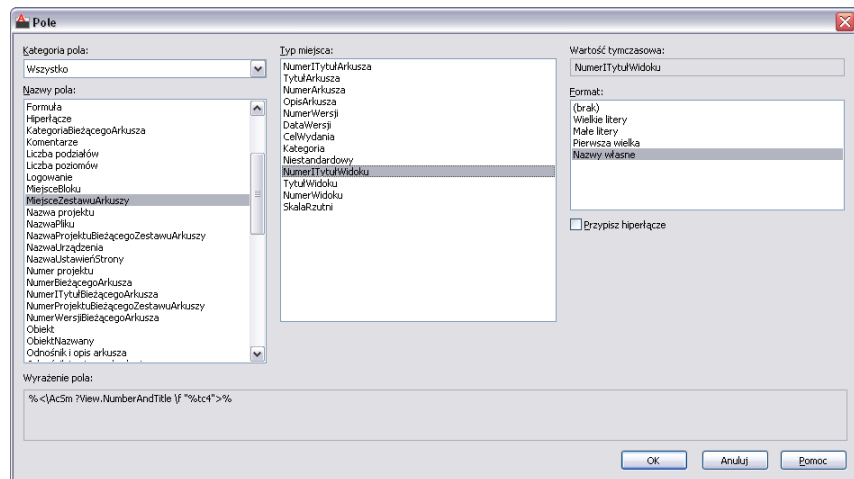 Pole
Kategoria pola:
Wszystko
Nazwy pola:
Formuła
Hiperłącze
KategoriaBieżącegoArkusza
Komentarze
Liczba podziałów
Liczba poziomów
Logowanie
MiejsceBloku
MiejsceZestawuArkuszy
Nazwa projektu
NazwaPliku
NazwaProjektuBieżącegoZestawuArkuszy
NazwaUrządzenia
NazwaUstawieńStrony
Numer projektu
NumerBieżącegoArkusza
NumerITytułBieżącegoArkusza
NumerProjektuBieżącegoZestawuArkuszy
NumerWersjiBieżącegoArkusza
Obiekt
ObiektNazwany
Odnośnik i opis arkusza
Typ miejsca:
NumerITytułArkusza
TytułArkusza
NumerArkusza
OpisArkusza
NumerWersji
DataWersji
CelWydania
Kategoria
Niestandardowy
NumerITytułWidoku
TytułWidoku
NumerWidoku
SkalaRzutni
Wartość tymczasowa:
NumerITytułWidoku
Format:
(brak)
Wielkie litery
Małe litery
Pierwsza wielka
Nazwy własne
Przypisz hiperłącze
Wyrażenie pola:
%<\AcSm ?View.NumberAndTitle \f "%tc4">%
OK
Anuluj
Pomoc